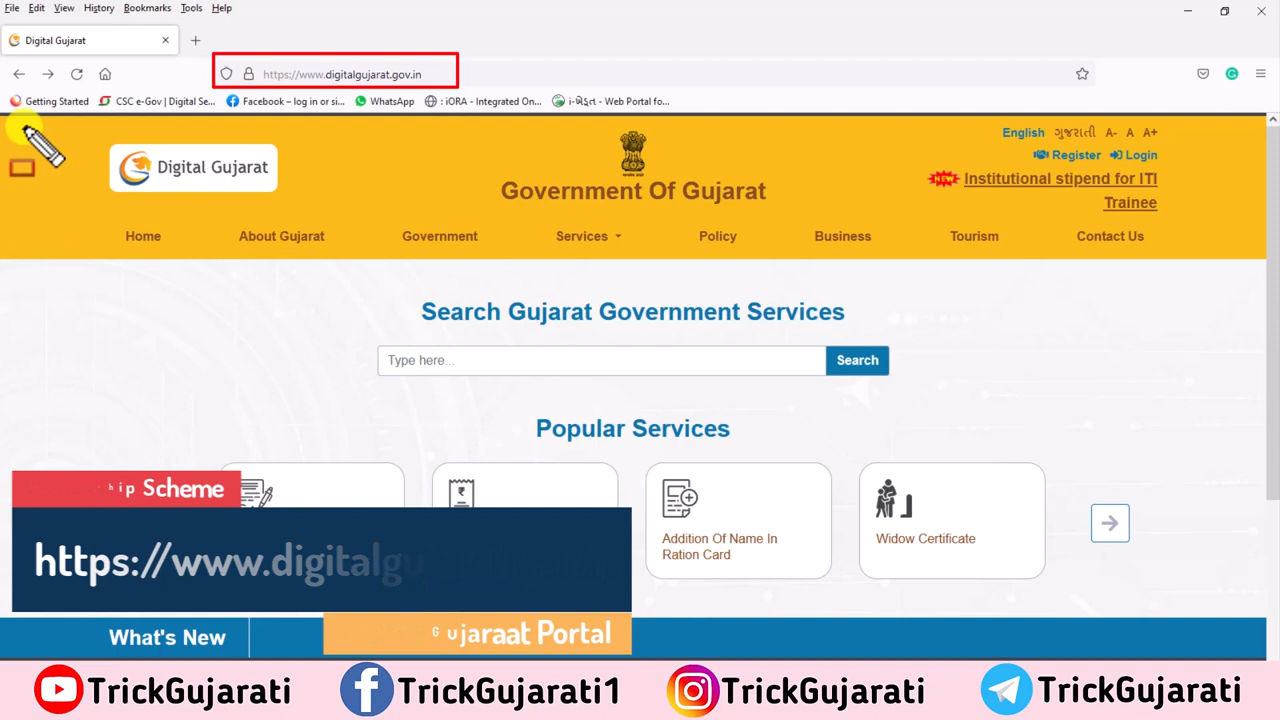 File Edit View History Bookmarks Tools Help
Digital Gujarat
https://www.digitalgujarat.gov.in
Getting Started CSC e-Gov | Digital Se... Facebook – log in or si... WhatsApp : iORA - Integrated On... i-ખેડૂત - Web Portal fo...
English ગુજરાતી A- A A+
Register Login
Digital Gujarat
Government Of Gujarat
NEW Institutional stipend for ITI
Trainee
Home About Gujarat Government Services Policy Business Tourism Contact Us
Search Gujarat Government Services
Type here... Search
Popular Services
Addition Of Name In
Ration Card
Widow Certificate
hip Scheme
https://www.digitalgu
Gujaraat Portal
What's New
TrickGujarati TrickGujarati1 TrickGujarati TrickGujarati